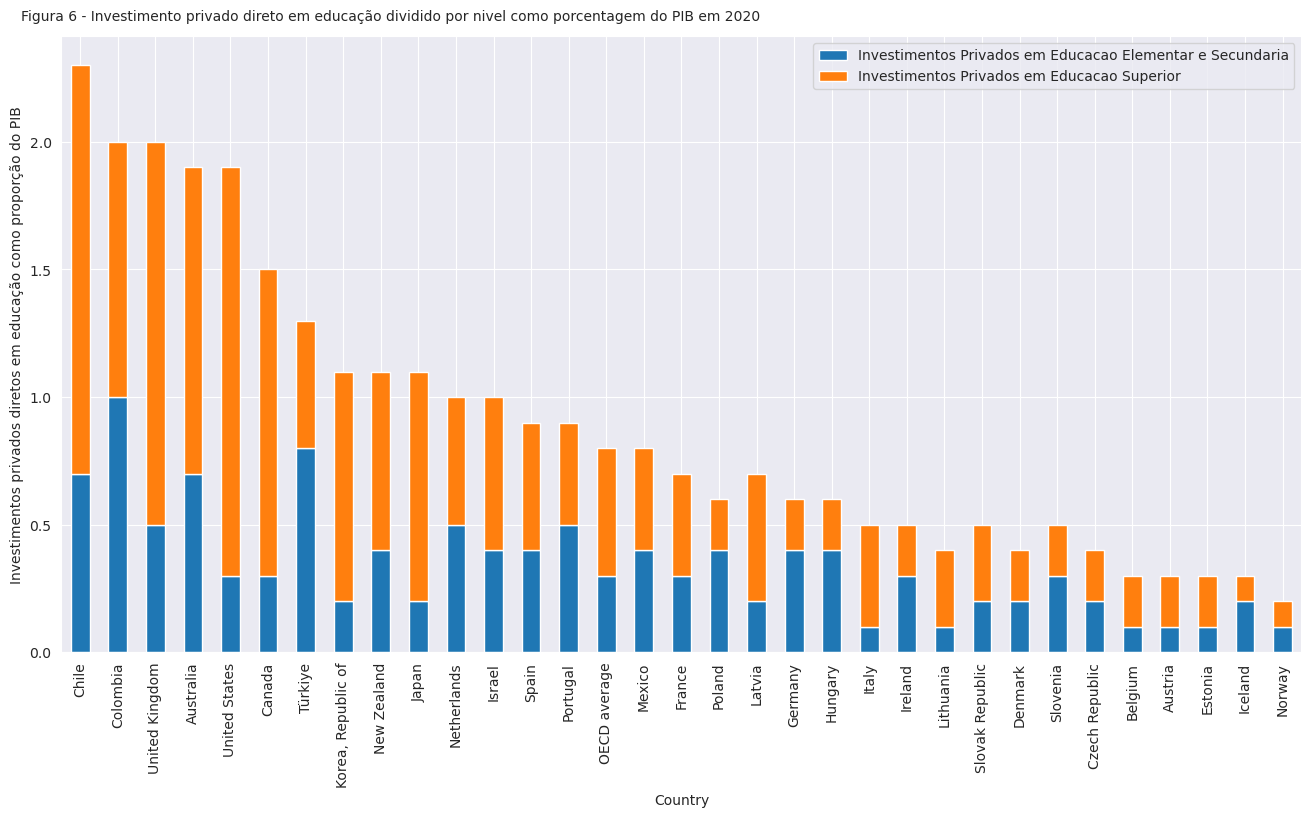 Figura 6 - Investimento privado direto em educação dividido por nivel como porcentagem do PIB em 2020
Investimentos Privados em Educacao Elementar e Secundaria
Investimentos Privados em Educacao Superior
Investimentos privados diretos em educação como proporção do PIB
2.0
1.5
1.0
0.5
0.0
Chile
Colombia
United Kingdom
Australia
United States
Canada
Türkiye
Korea, Republic of
New Zealand
Japan
Netherlands
Israel
Spain
Portugal
OECD average
Mexico
France
Poland
Latvia
Germany
Hungary
Italy
Ireland
Lithuania
Slovak Republic
Denmark
Slovenia
Czech Republic
Belgium
Austria
Estonia
Iceland
Norway
Country